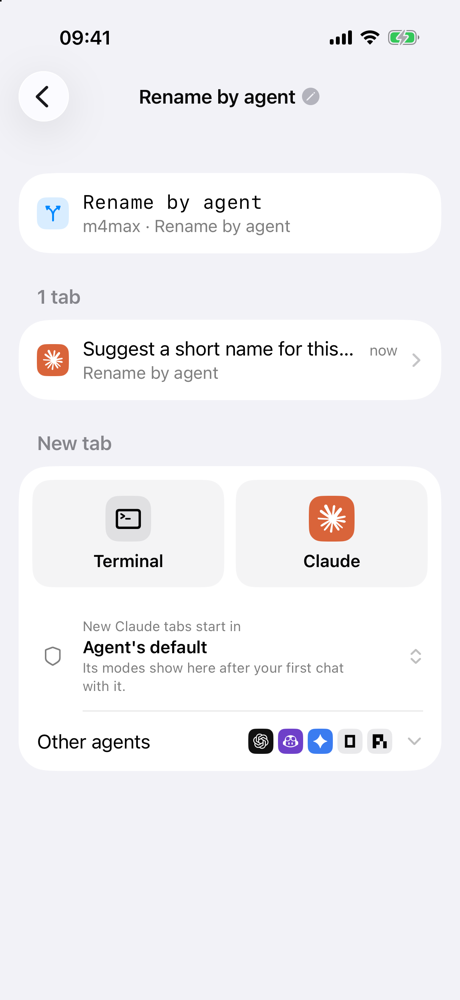 09:41
Rename by agent
Rename by agent
m4max · Rename by agent
1 tab
Suggest a short name for this... now
Rename by agent
New tab
Terminal Claude
New Claude tabs start in
Agent's default
Its modes show here after your first chat
with it.
Other agents